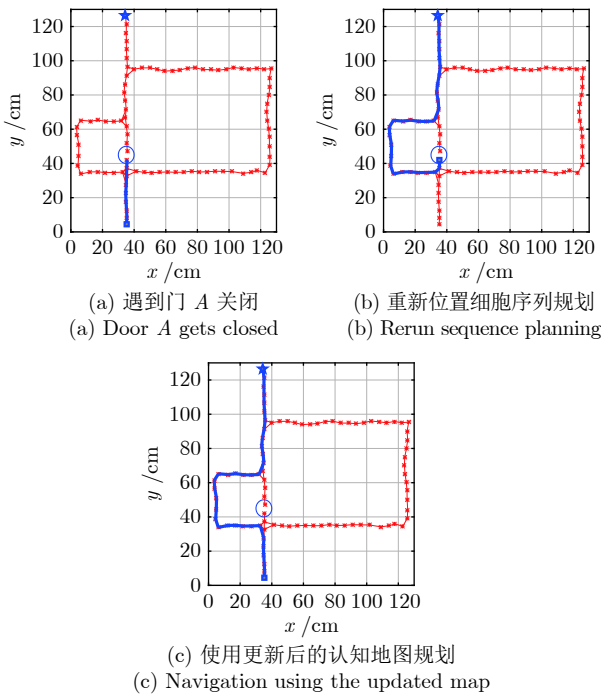 120
100
80
60
40
20
0
y /cm
0 20 40 60 80 100 120
x /cm
(a) 遇到门 A 关闭
(a) Door A gets closed
120
100
80
60
40
20
0
y /cm
0 20 40 60 80 100 120
x /cm
(b) 重新位置细胞序列规划
(b) Rerun sequence planning
120
100
80
60
40
20
0
y /cm
0 20 40 60 80 100 120
x /cm
(c) 使用更新后的认知地图规划
(c) Navigation using the updated map